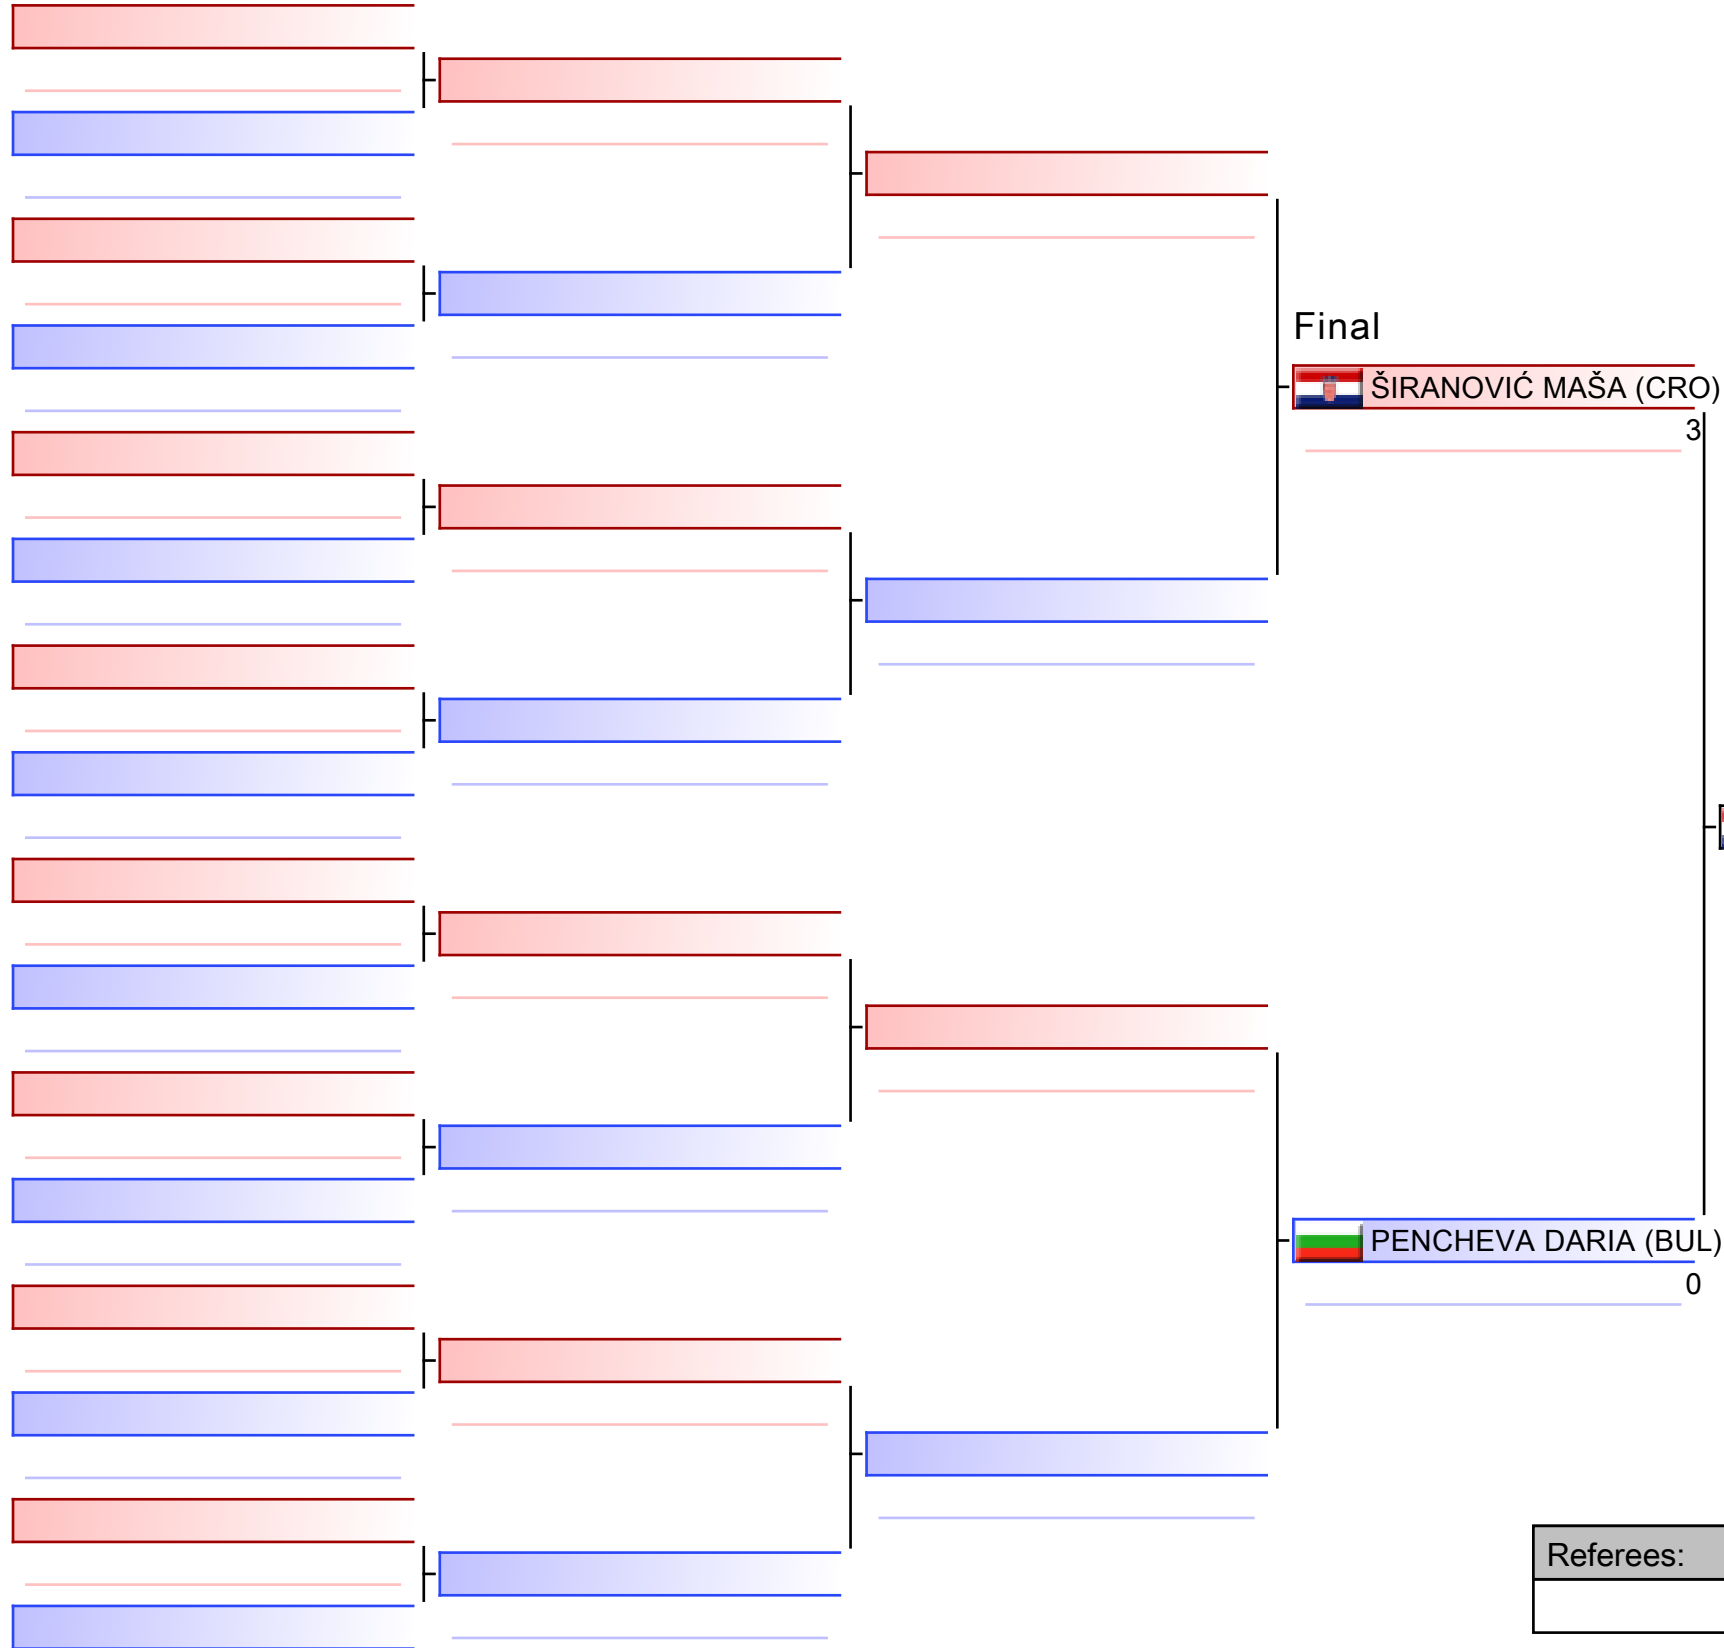 Final
ŠIRANOVIĆ MAŠA (CRO)
3
PENCHEVA DARIA (BUL)
0
Referees: